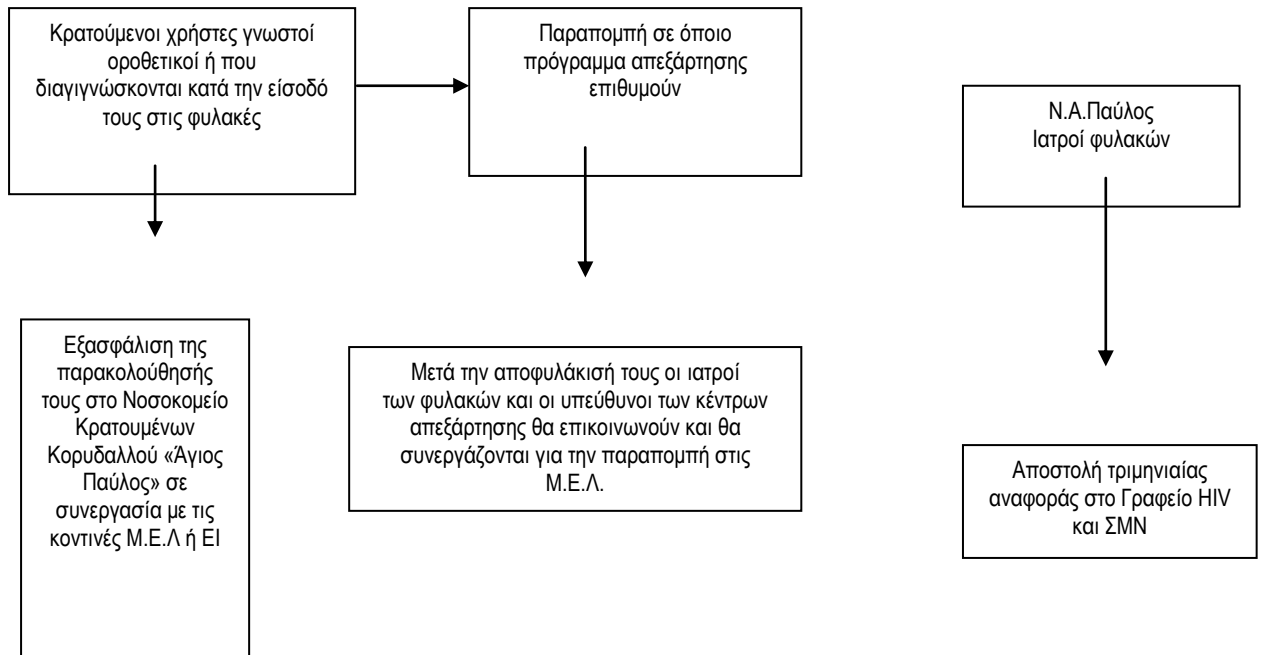 Κρατούμενοι χρήστες γνωστοί
οροθετικοί ή που
διαγιγνώσκονται κατά την είσοδό
τους στις φυλακές
Παραπομπή σε όποιο
πρόγραμμα απεξάρτησης
επιθυμούν
Ν.Α.Παύλος
Ιατροί φυλακών
Εξασφάλιση της
παρακολούθησής
τους στο Νοσοκομείο
Κρατουμένων
Κορυδαλλού «Άγιος
Παύλος» σε
συνεργασία με τις
κοντινές Μ.Ε.Λ ή ΕΙ
Μετά την αποφυλάκισή τους οι ιατροί
των φυλακών και οι υπεύθυνοι των κέντρων
απεξάρτησης θα επικοινωνούν και θα
συνεργάζονται για την παραπομπή στις
Μ.Ε.Λ.
Αποστολή τριμηνιαίας
αναφοράς στο Γραφείο HIV
και ΣΜΝ